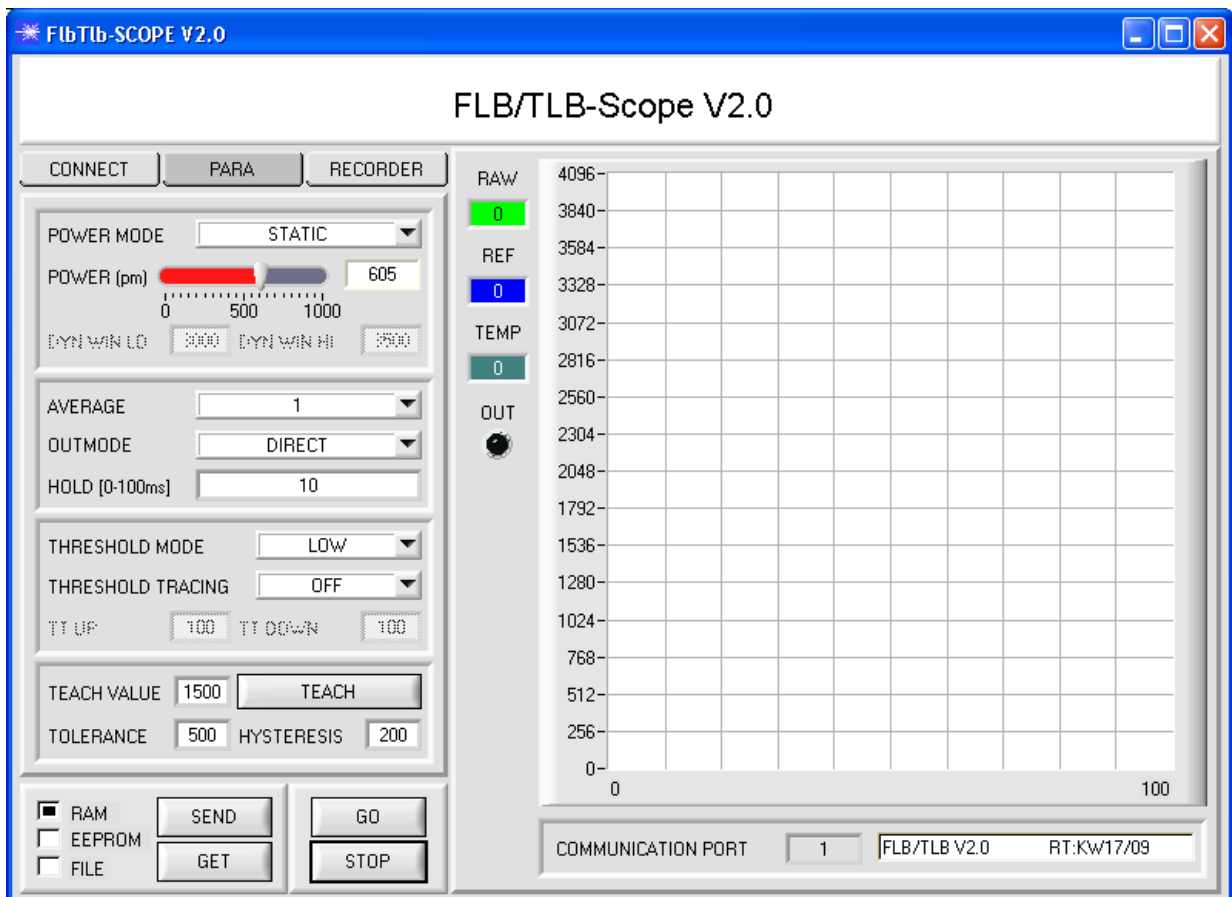 FlbTlb-SCOPE V2.0
FLB/TLB-Scope V2.0
CONNECT PARA RECORDER
POWER MODE STATIC
POWER (pm) 605
0 500 1000
DYN WIN LO 3000 DYN WIN HI 3500
AVERAGE 1
OUTMODE DIRECT
HOLD [0-100ms] 10
THRESHOLD MODE LOW
THRESHOLD TRACING OFF
TT UP 100 TT DOWN 100
TEACH VALUE 1500 TEACH
TOLERANCE 500 HYSTERESIS 200
RAM
EEPROM
FILE
SEND
GET
GO
STOP
RAW
0
REF
0
TEMP
0
OUT
4096
3840
3584
3328
3072
2816
2560
2304
2048
1792
1536
1280
1024
768
512
256
0
0 100
COMMUNICATION PORT 1 FLB/TLB V2.0 RT:KW17/09